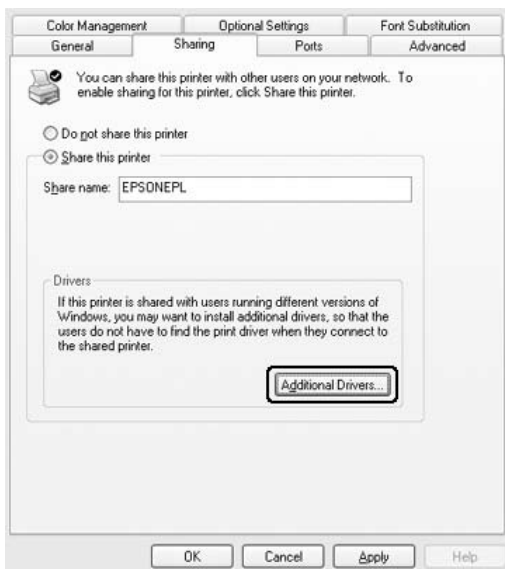 Color Management Optional Settings Font Substitution
General Sharing Ports Advanced
You can share this printer with other users on your network. To
enable sharing for this printer, click Share this printer.
Do not share this printer
Share this printer
Share name: EPSONEPL
Drivers
If this printer is shared with users running different versions of
Windows, you may want to install additional drivers, so that the
users do not have to find the print driver when they connect to
the shared printer.
Additional Drivers...
OK Cancel Apply Help